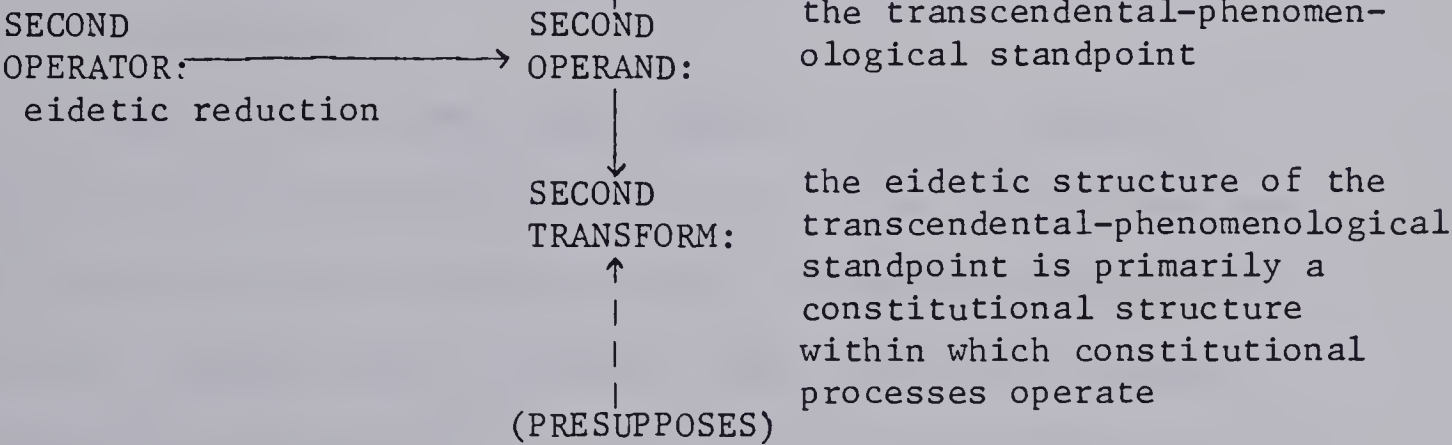 SECOND
OPERATOR:
eidetic reduction
SECOND
OPERAND:
the transcendental-phenomen-
ological standpoint
SECOND
TRANSFORM:
the eidetic structure of the
transcendental-phenomenological
standpoint is primarily a
constitutional structure
within which constitutional
processes operate
(PRESUPPOSES)